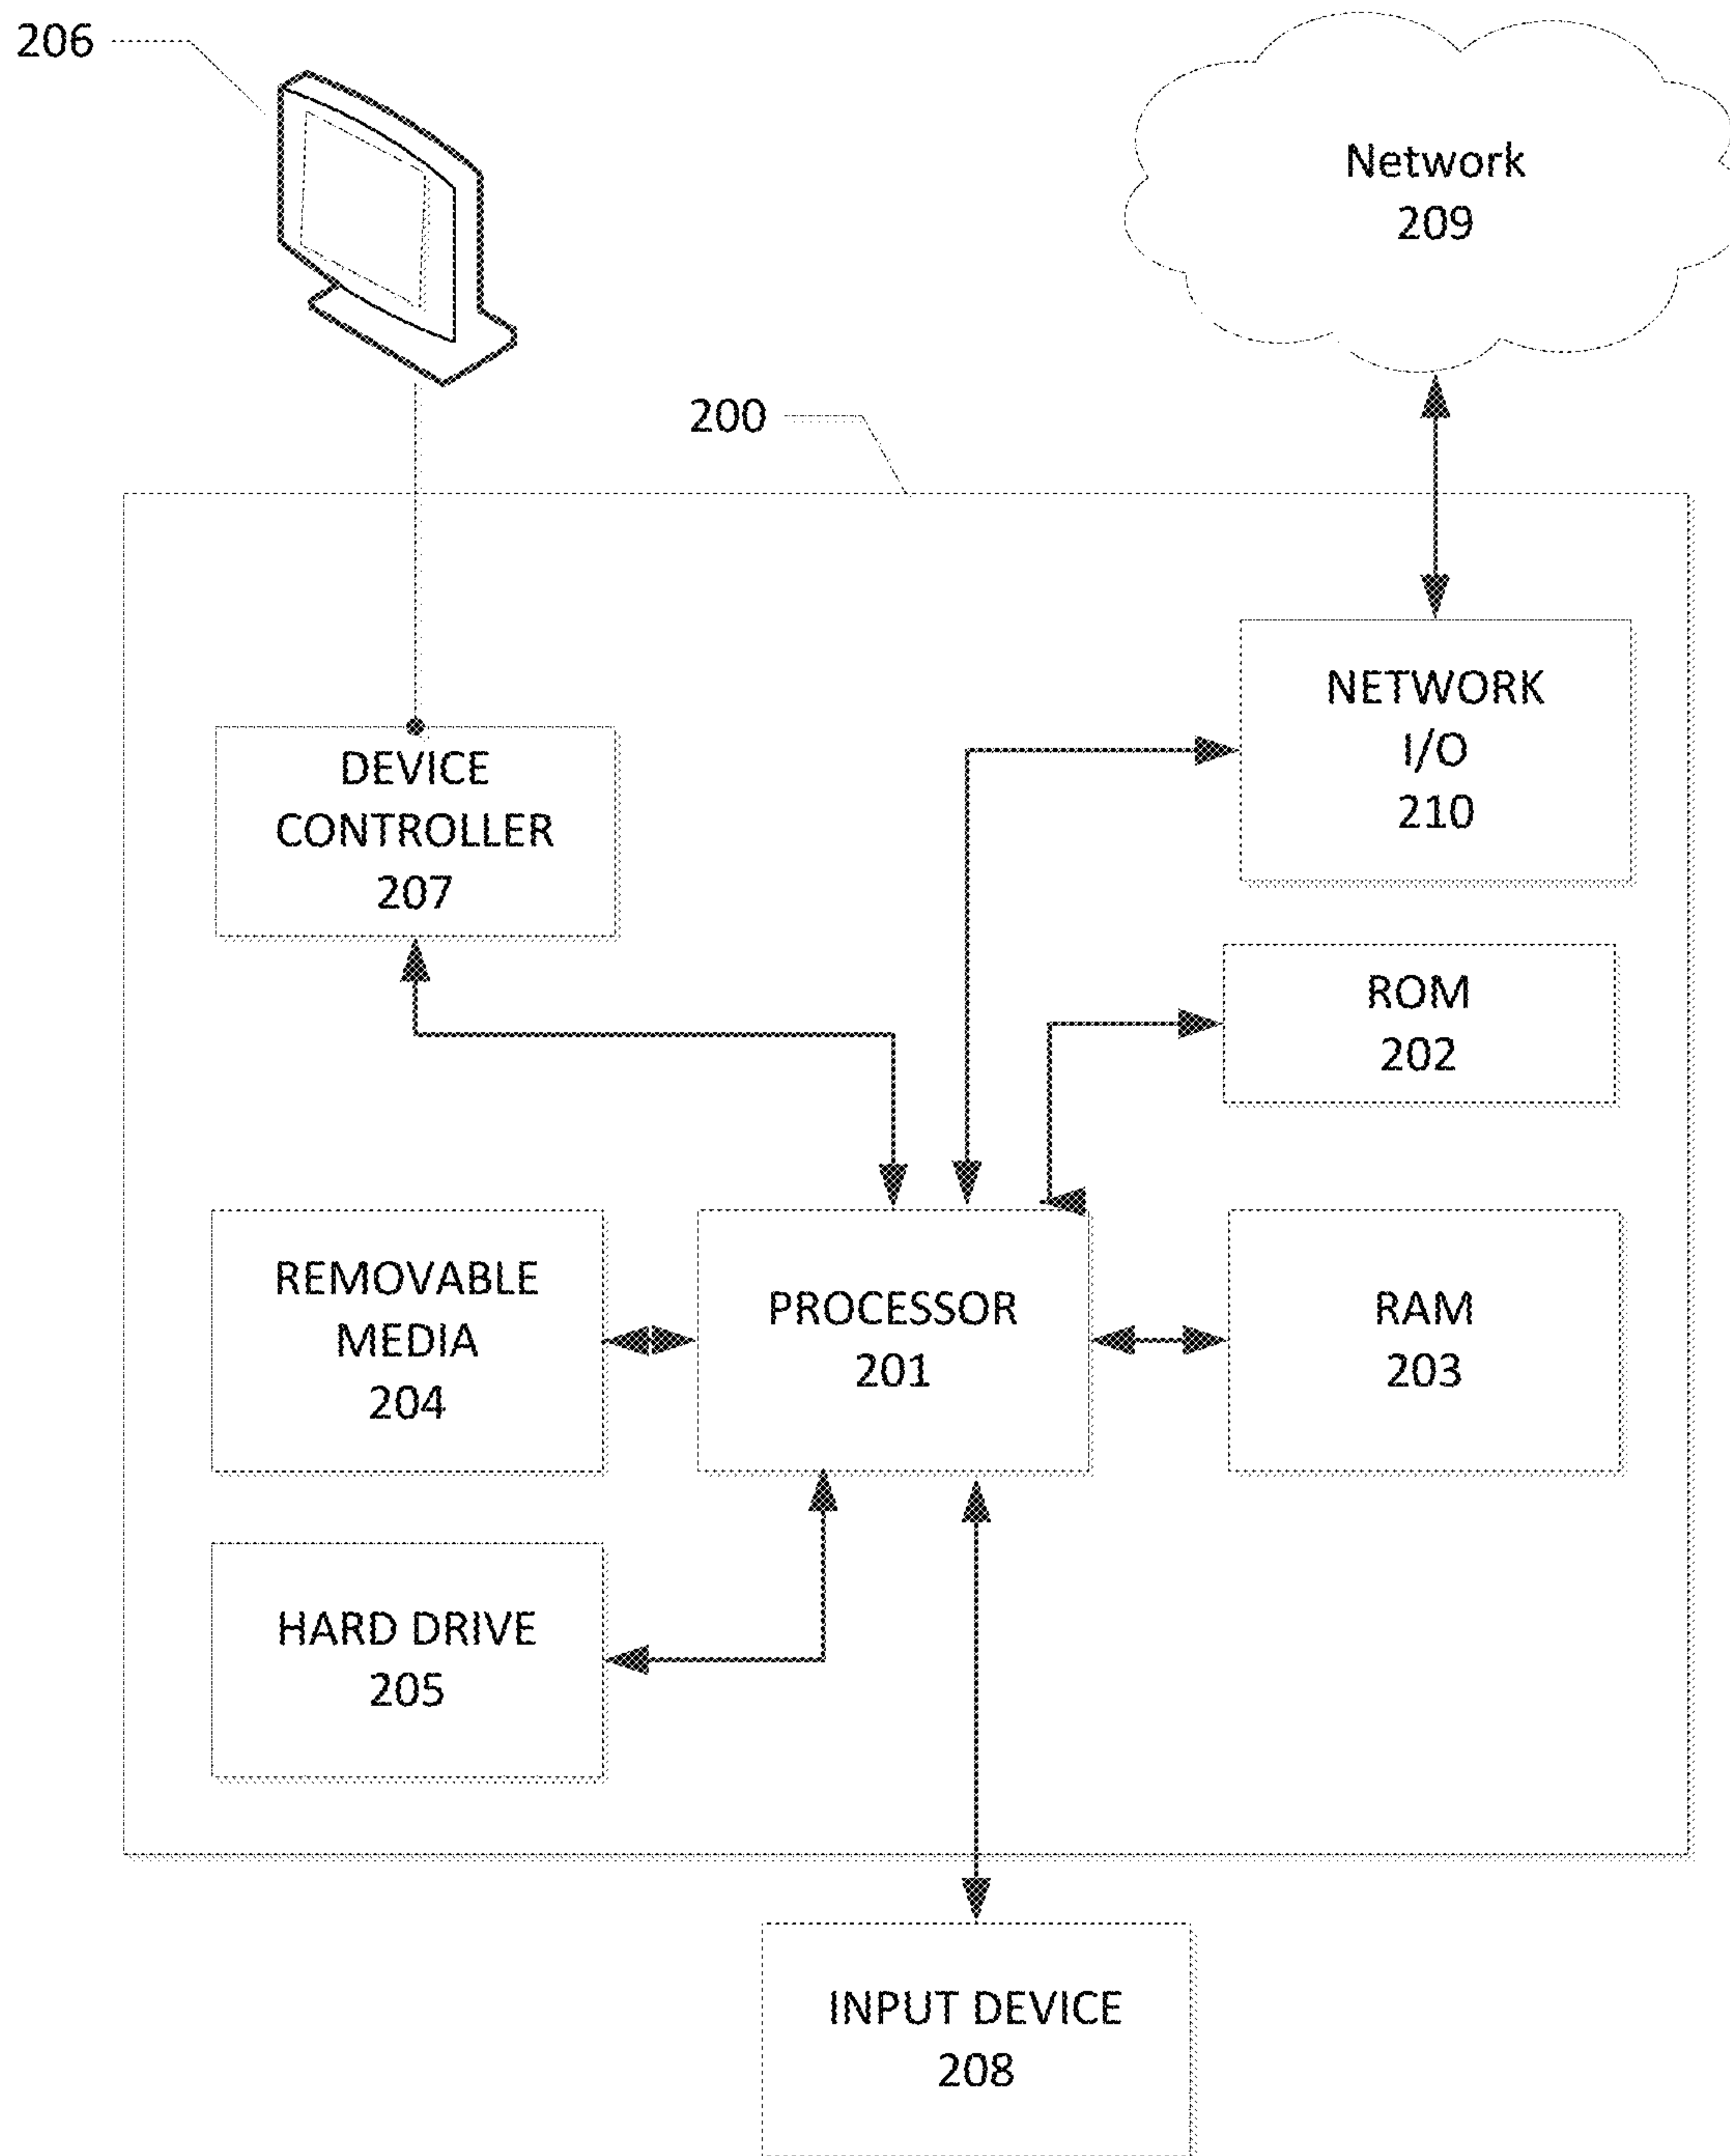 206
Network
209
200
NETWORK
I/O
210
DEVICE
CONTROLLER
207
ROM
202
REMOVABLE
MEDIA
204
PROCESSOR
201
RAM
203
HARD DRIVE
205
INPUT DEVICE
208